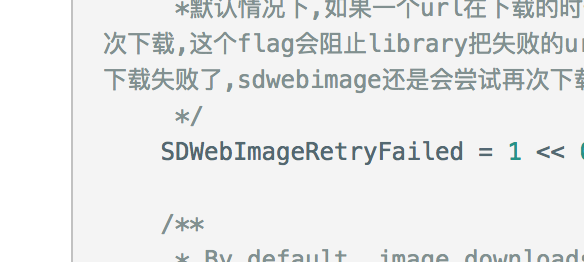 *默认情况下,如果一个url在下载的时
次下载,这个flag会阻止library把失败的ur
下载失败了,sdwebimage还是会尝试再次下载
*/
SDWebImageRetryFailed = 1 << 0
/**
* By default, image download